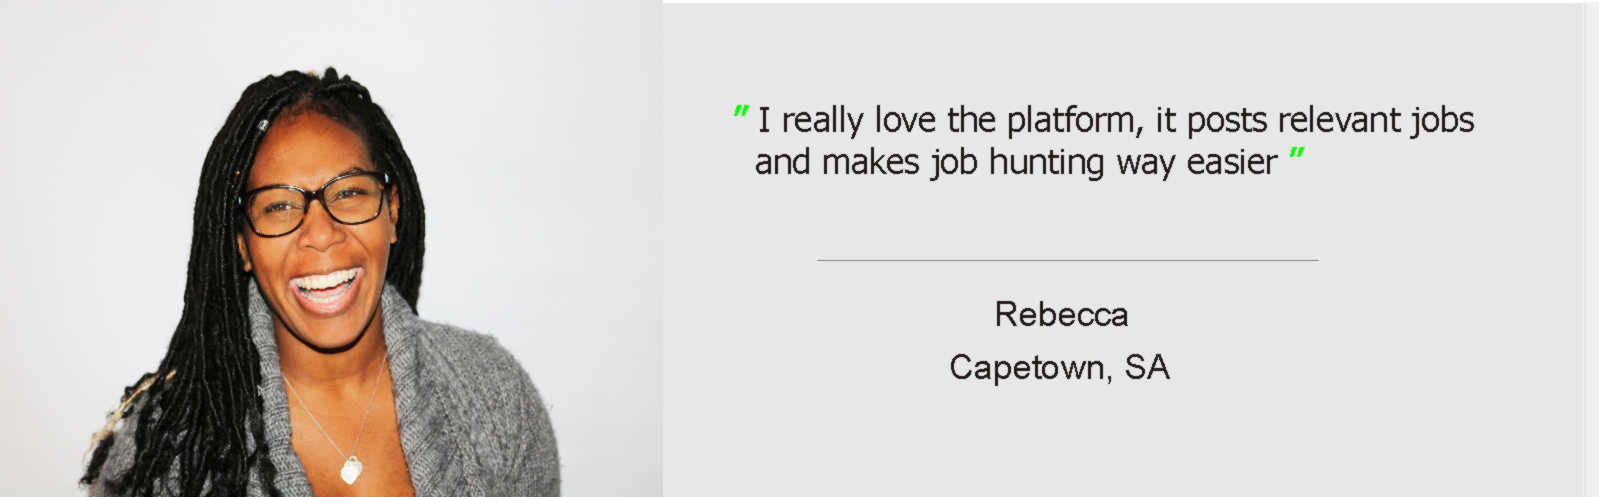 " I really love the platform, it posts relevant jobs
and makes job hunting way easier "
Rebecca
Capetown, SA